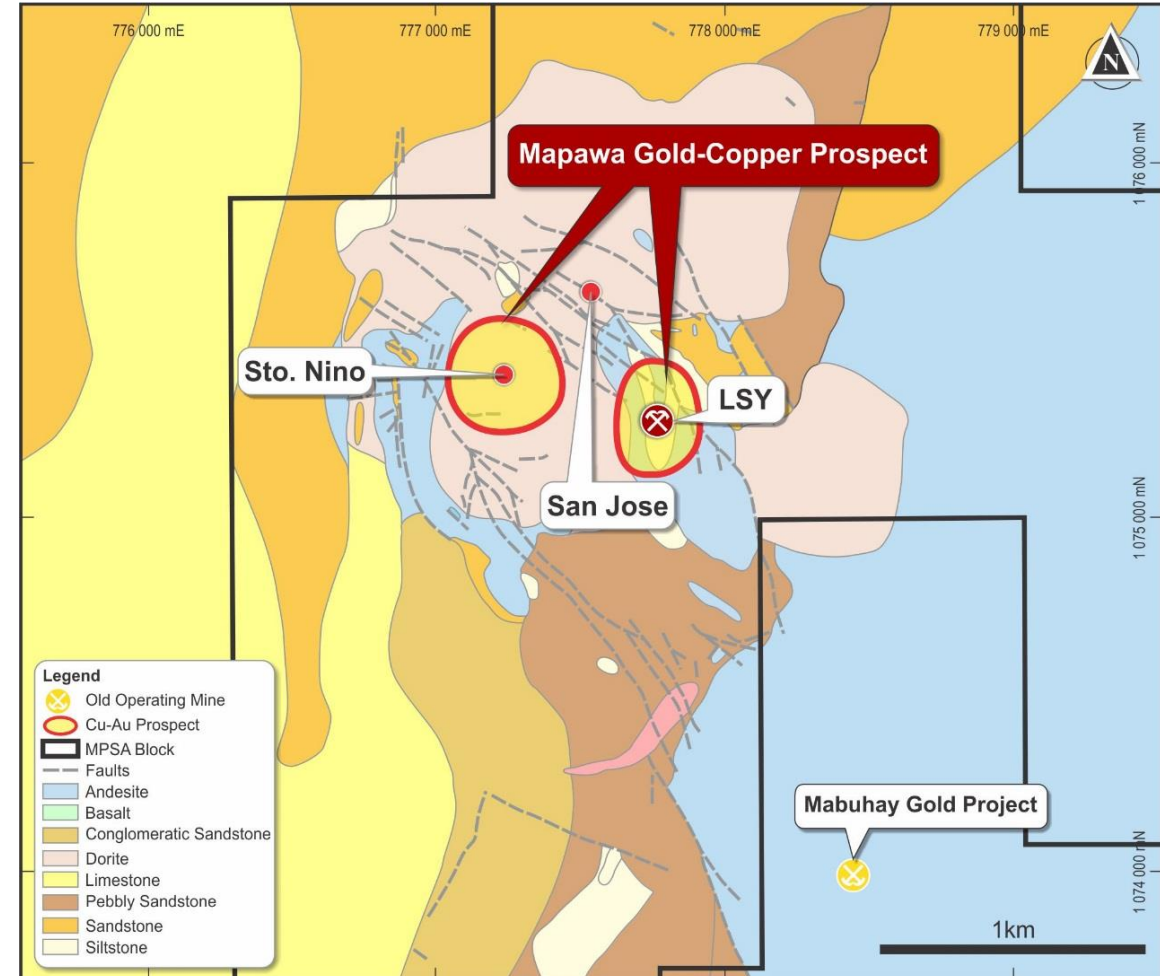 776 000 mE
777 000 mE
778 000 mE
779 000 mE
N
Mapawa Gold-Copper Prospect
1 076 000 mN
Sto. Nino
LSY
San Jose
1 075 000 mN
Legend
Old Operating Mine
Cu-Au Prospect
MPSA Block
Faults
Andesite
Basalt
Conglomeratic Sandstone
Dorite
Limestone
Pebbly Sandstone
Sandstone
Siltstone
Mabuhay Gold Project
1 074 000 mN
1km